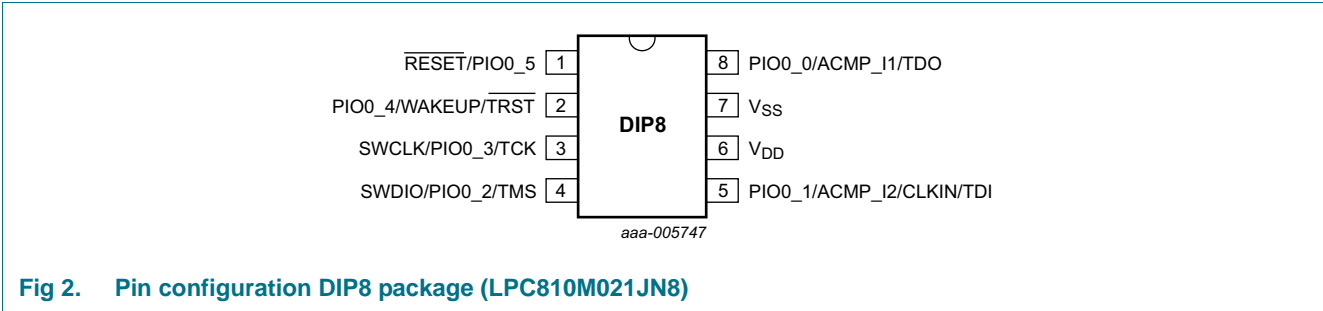 RESET/PIO0_5 1 8 PIO0_0/ACMP_I1/TDO
PIO0_4/WAKEUP/TRST 2 7 VSS
DIP8
SWCLK/PIO0_3/TCK 3 6 VDD
SWDIO/PIO0_2/TMS 4 5 PIO0_1/ACMP_I2/CLKIN/TDI
aaa-005747
Fig 2. Pin configuration DIP8 package (LPC810M021JN8)